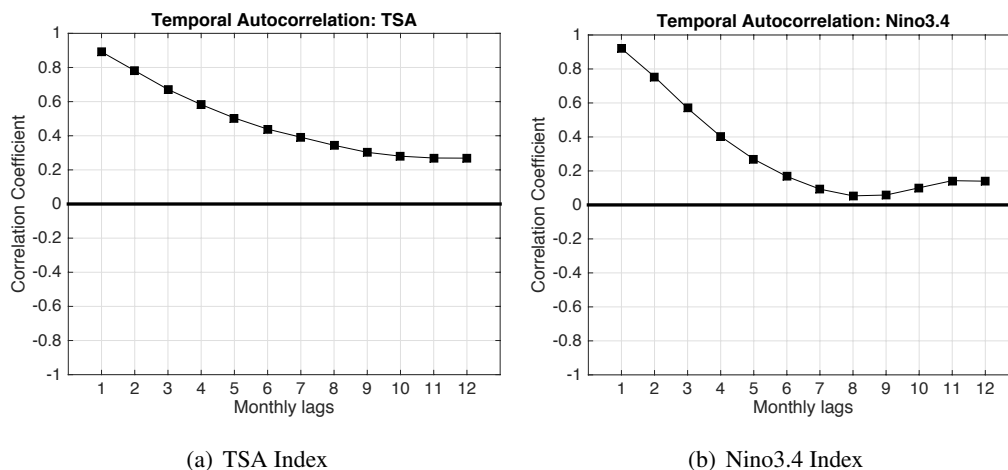 Temporal Autocorrelation: TSA
1
0.8
0.6
0.4
0.2
0
-0.2
-0.4
-0.6
-0.8
-1
Correlation Coefficient
1 2 3 4 5 6 7 8 9 10 11 12
Monthly lags
(a) TSA Index
Temporal Autocorrelation: Nino3.4
1
0.8
0.6
0.4
0.2
0
-0.2
-0.4
-0.6
-0.8
-1
Correlation Coefficient
1 2 3 4 5 6 7 8 9 10 11 12
Monthly lags
(b) Nino3.4 Index